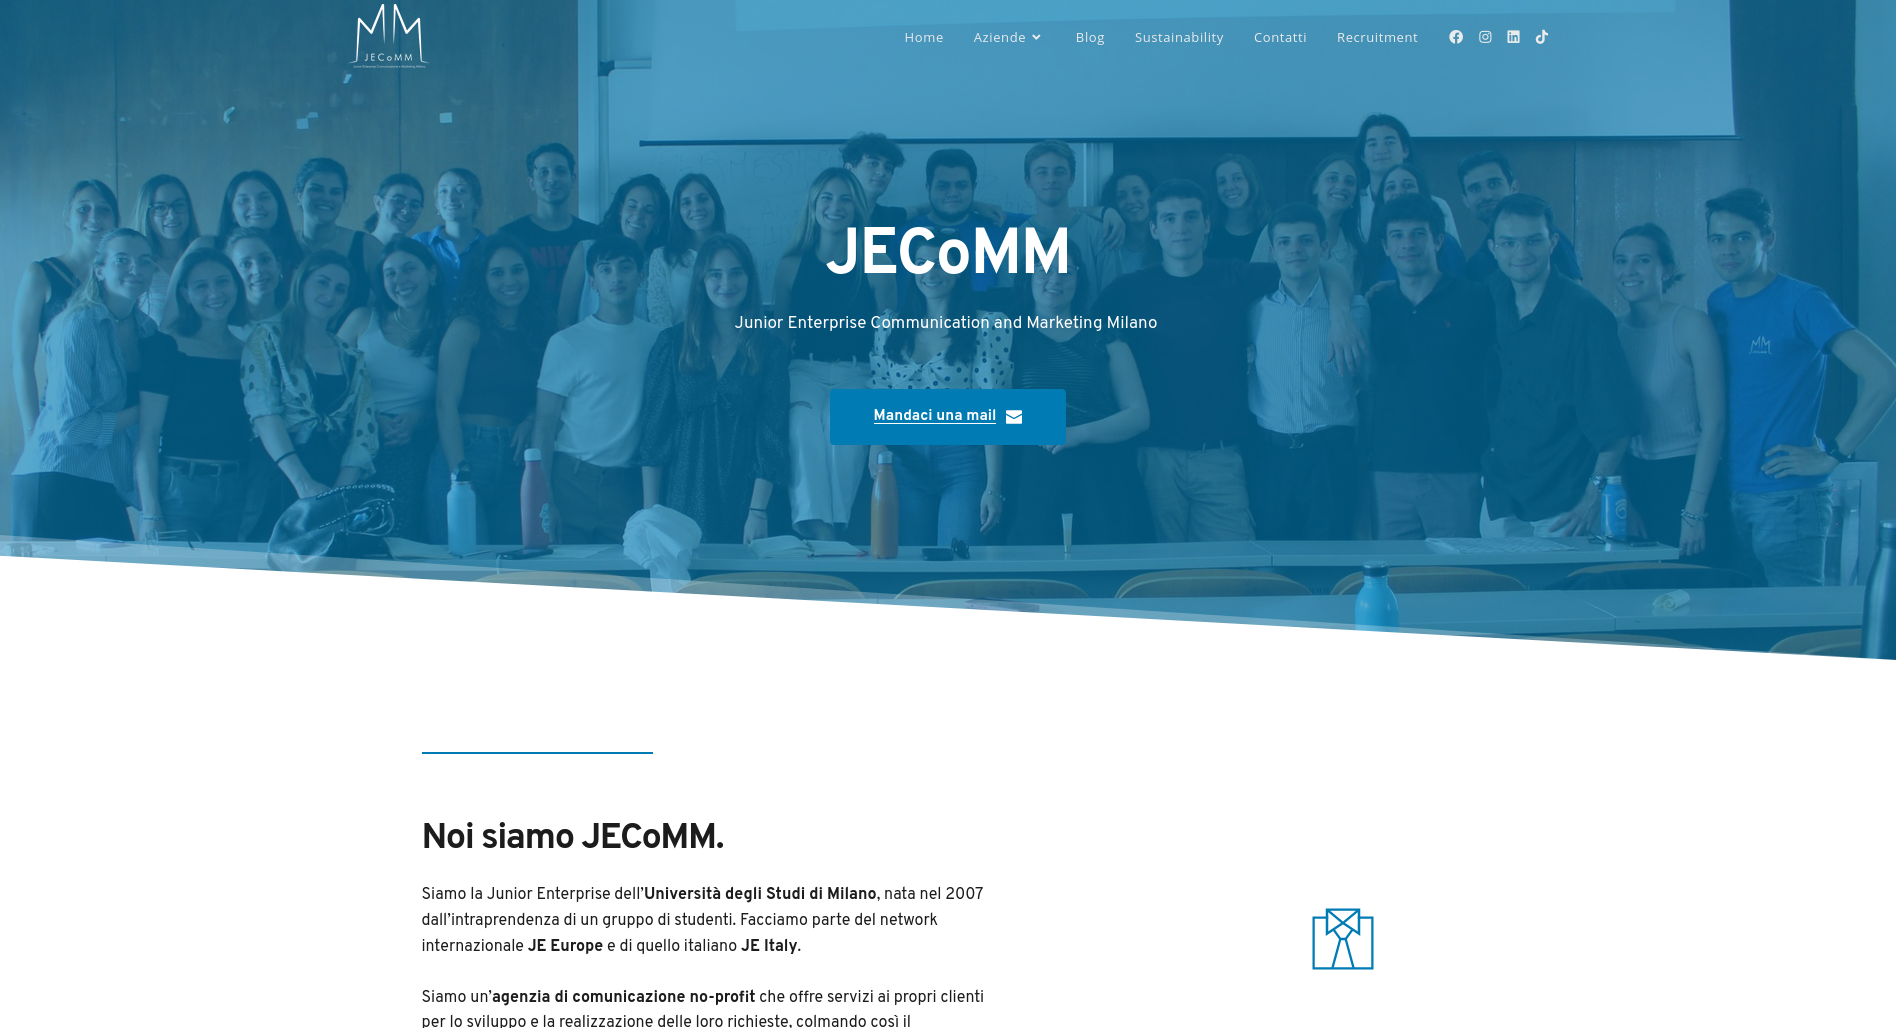 JECoMM
Home
Aziende
Blog
Sustainability
Contatti
Recruitment
JECoMM
Junior Enterprise Communication and Marketing Milano
Mandaci una mail
Noi siamo JECoMM.
Siamo la Junior Enterprise dell’Università degli Studi di Milano, nata nel 2007
dall’intraprendenza di un gruppo di studenti. Facciamo parte del network
internazionale JE Europe e di quello italiano JE Italy.
Siamo un’agenzia di comunicazione no-profit che offre servizi ai propri clienti
per lo sviluppo e la realizzazione delle loro richieste, colmando così il